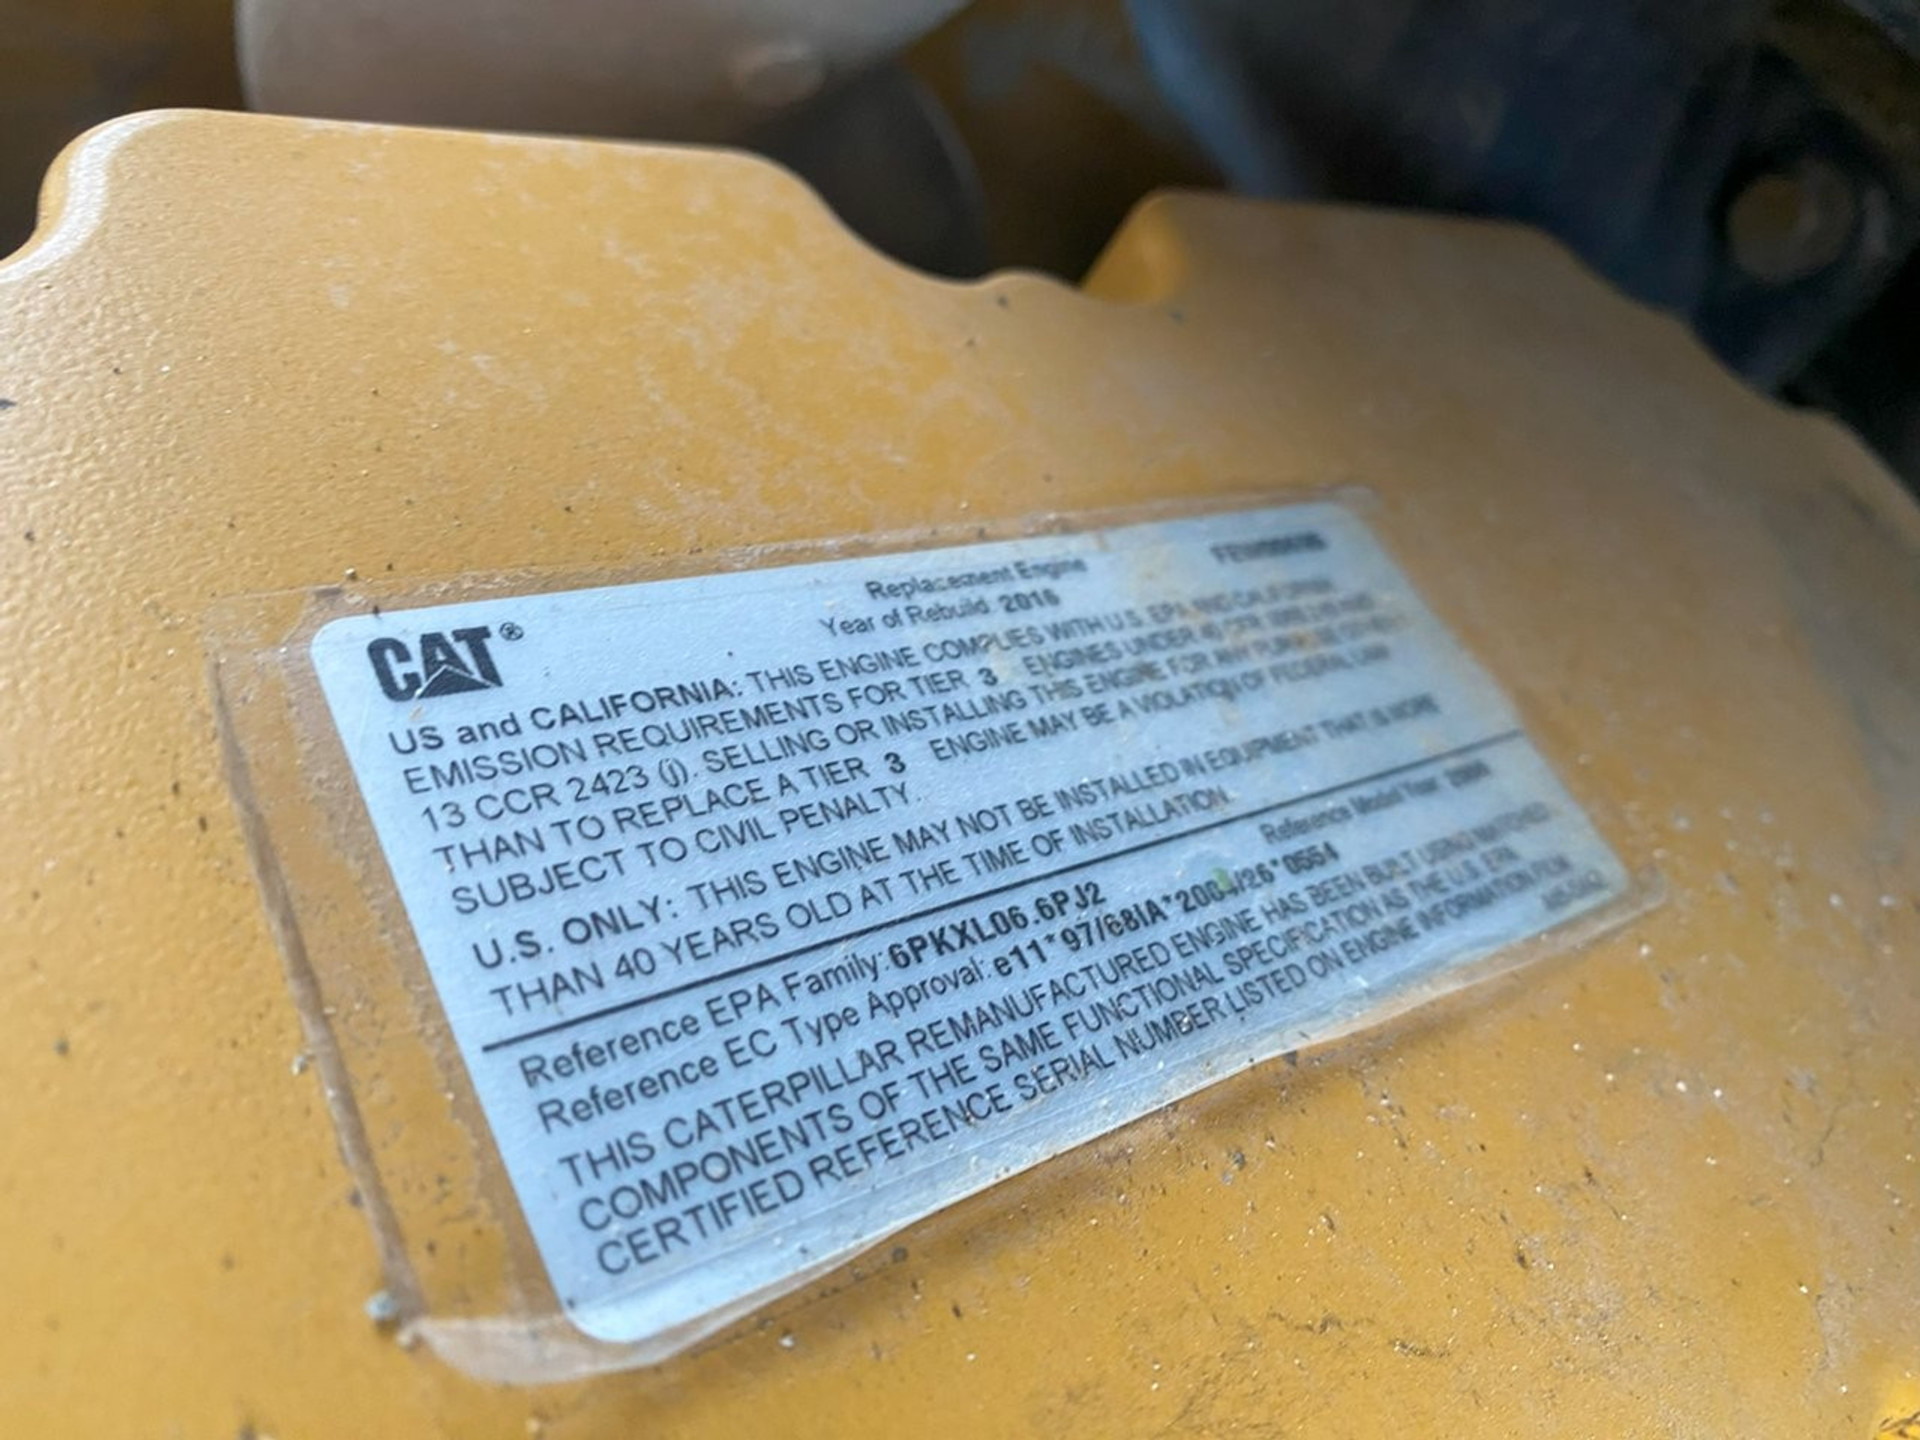 CAT®
Replacement Engine
Year of Rebuild 2016
US and CALIFORNIA: THIS ENGINE COMPLIES WITH U.S. EPA AND CALIFORNIA
EMISSION REQUIREMENTS FOR TIER 3 ENGINES UNDER 40 CFR
13 CCR 2423 (j). SELLING OR INSTALLING THIS ENGINE FOR ANY PURPOSE OTHER
THAN TO REPLACE A TIER 3 ENGINE MAY BE A VIOLATION OF FEDERAL LAW
SUBJECT TO CIVIL PENALTY.
U.S. ONLY: THIS ENGINE MAY NOT BE INSTALLED IN EQUIPMENT THAT IS MORE
THAN 40 YEARS OLD AT THE TIME OF INSTALLATION.
Reference EPA Family:6PKXL06.6PJ2 Reference Model Year
Reference EC Type Approval:e11*97/68IA*2004/26*0554
THIS CATERPILLAR REMANUFACTURED ENGINE HAS BEEN BUILT USING MATCHED
COMPONENTS OF THE SAME FUNCTIONAL SPECIFICATION AS THE U.S. EPA
CERTIFIED REFERENCE SERIAL NUMBER LISTED ON ENGINE INFORMATION